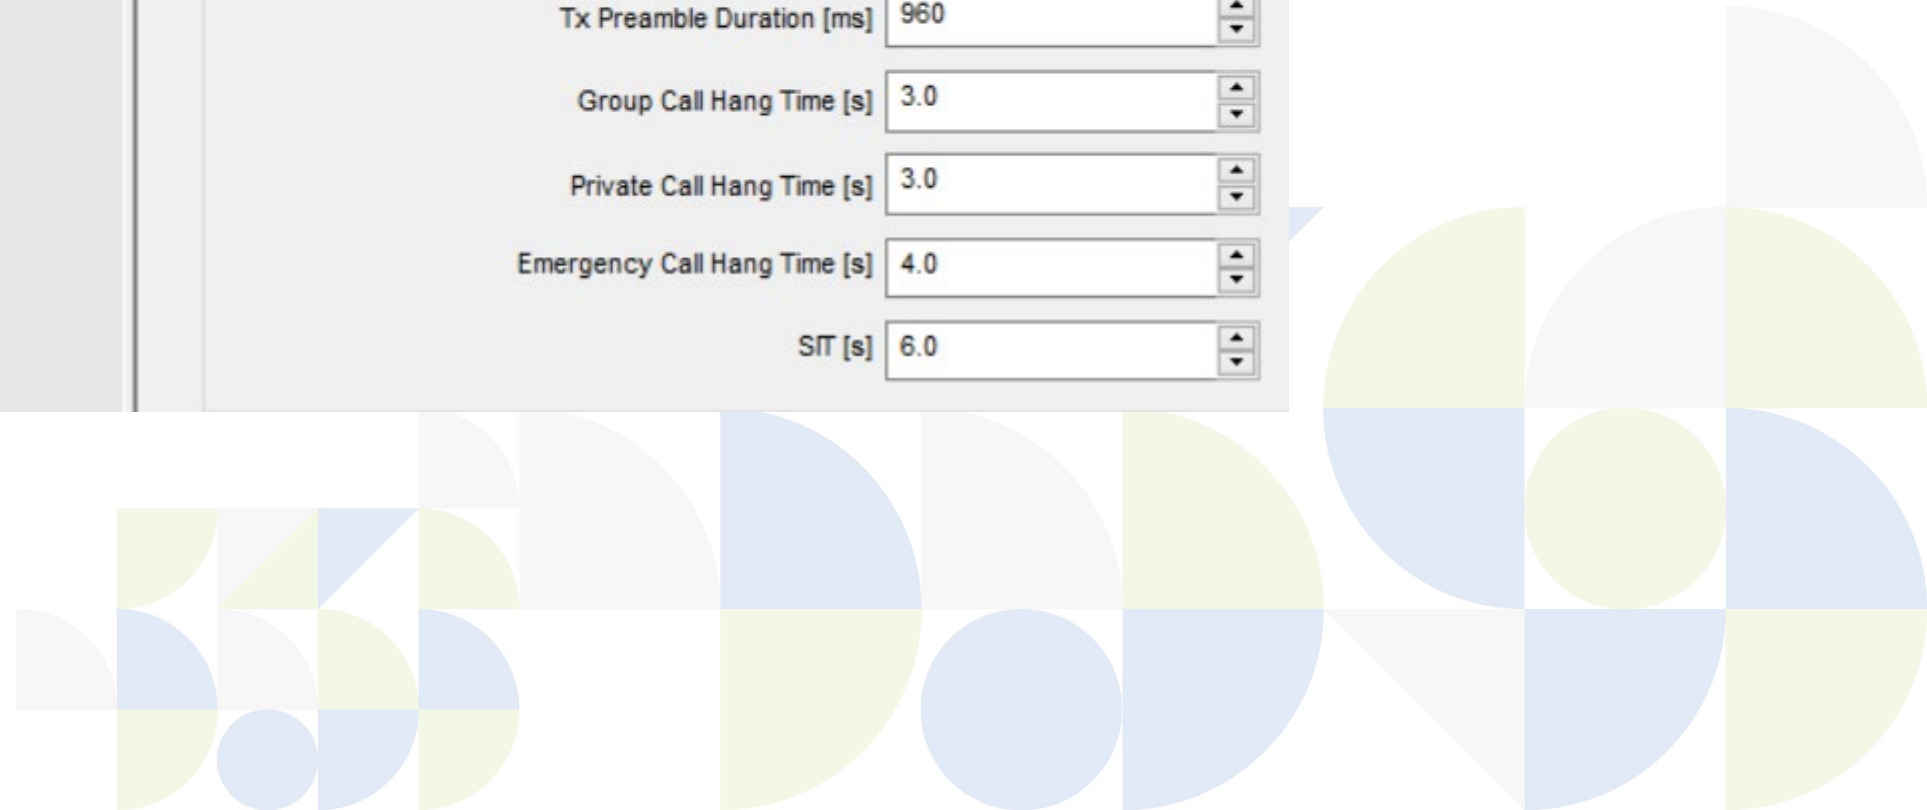 Tx Preamble Duration [ms] 960
Group Call Hang Time [s] 3.0
Private Call Hang Time [s] 3.0
Emergency Call Hang Time [s] 4.0
SIT [s] 6.0